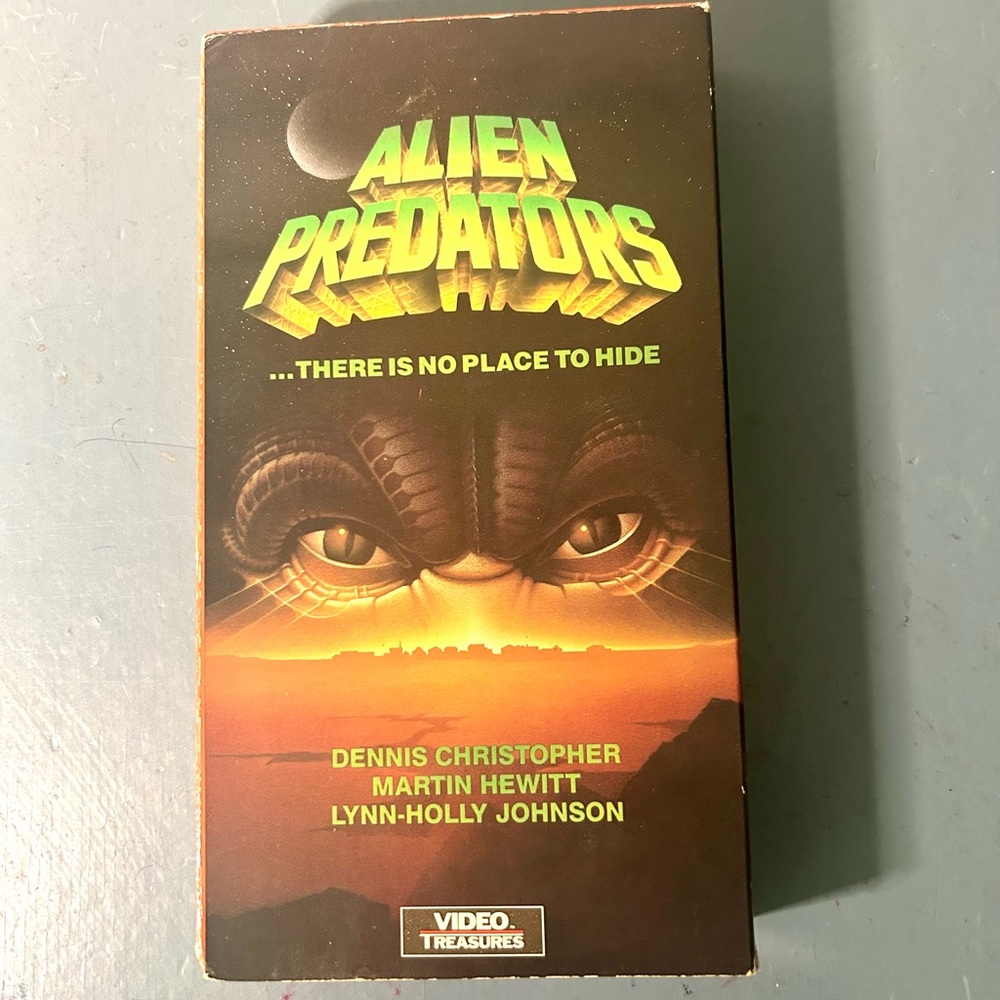 ALIEN
PREDATORS
...THERE IS NO PLACE TO HIDE
DENNIS CHRISTOPHER
MARTIN HEWITT
LYNN-HOLLY JOHNSON
VIDEO
TREASURES